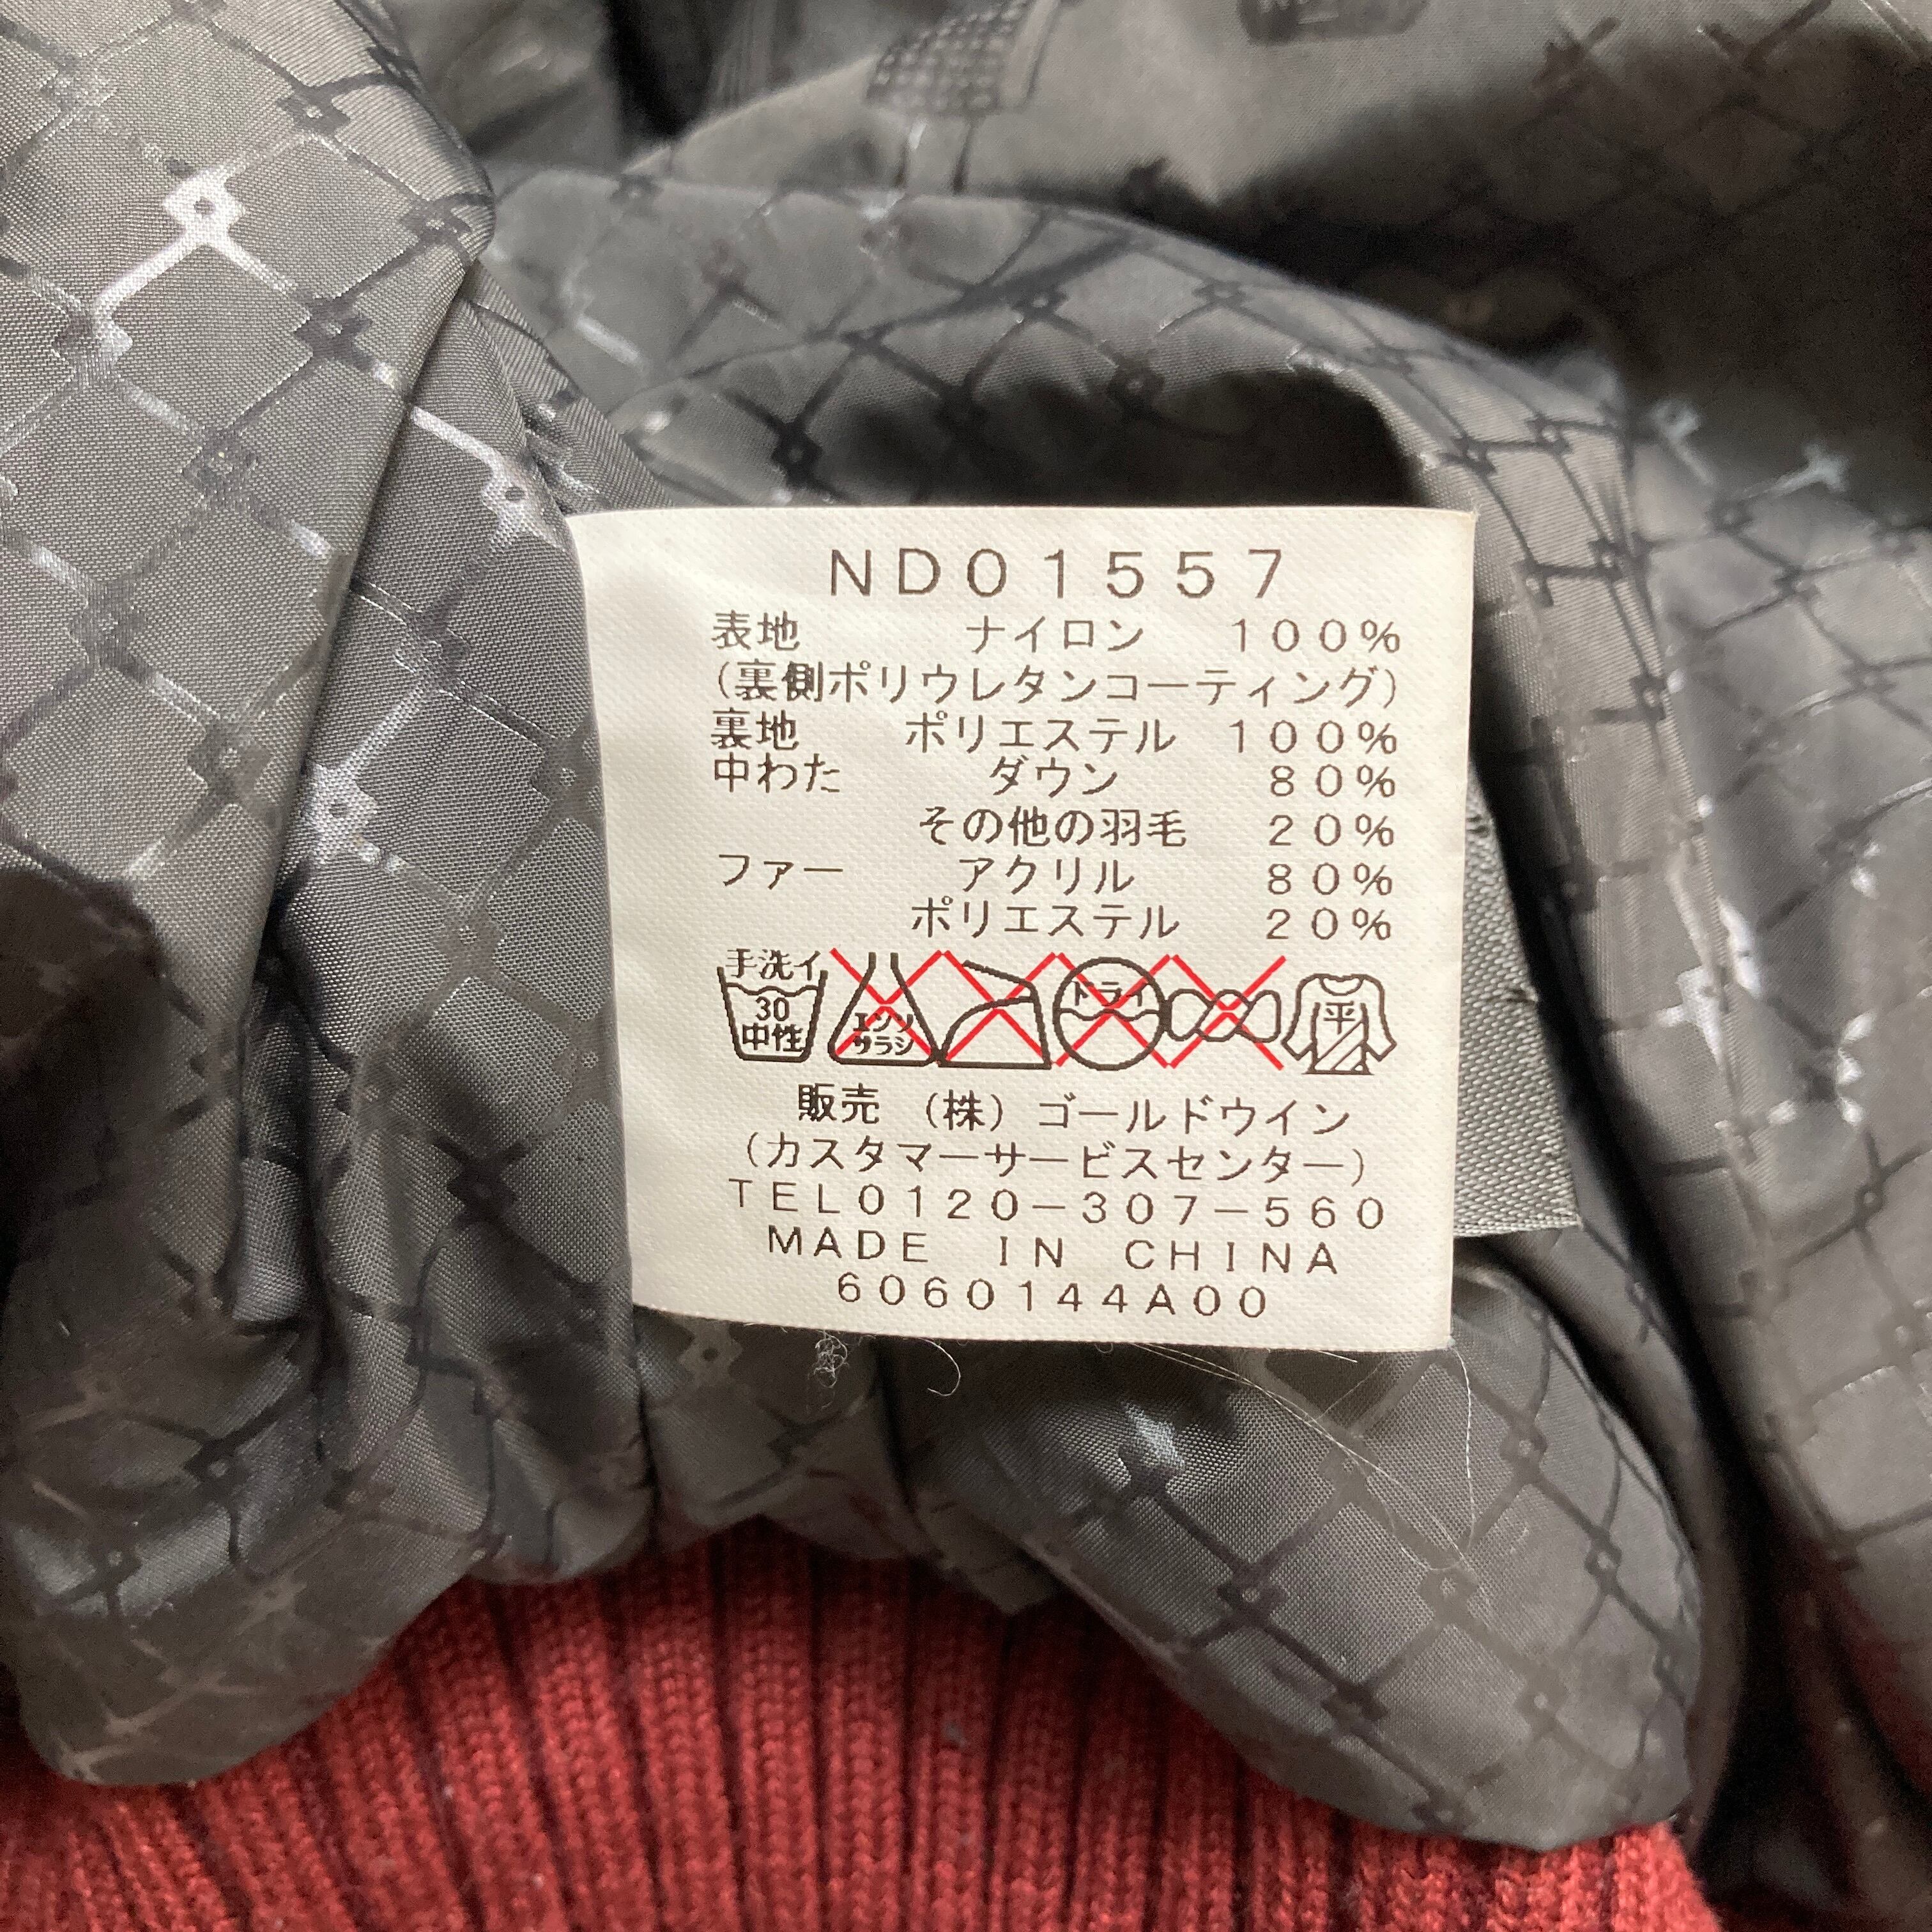 ND01557
表地 ナイロン 100%
(裏側ポリウレタンコーティング)
裏地 ポリエステル 100%
中わた ダウン 80%
その他の羽毛 20%
ファー アクリル 80%
ポリエステル 20%
手洗イ 30 中性 エンソサラシ ドライ 平
販売 (株) ゴールドウイン
(カスタマーサービスセンター)
TEL0120-307-560
MADE IN CHINA
6060144A00